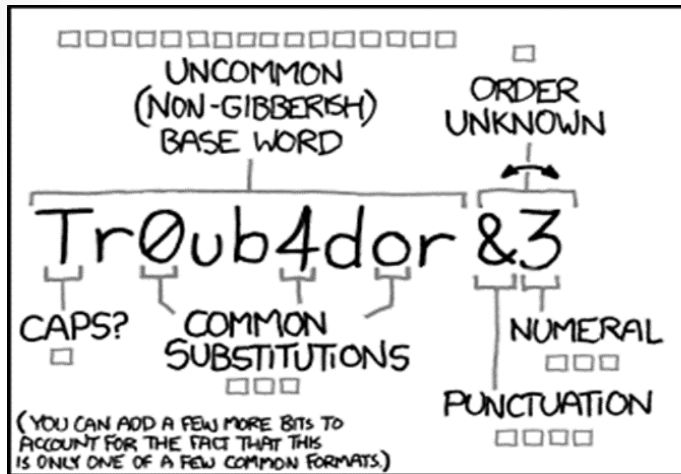 UNCOMMON
(NON-GIBBERISH)
BASE WORD
ORDER
UNKNOWN
Tr0ub4dor &3
CAPS?
COMMON
SUBSTITUTIONS
NUMERAL
PUNCTUATION
(YOU CAN ADD A FEW MORE BITS TO
ACCOUNT FOR THE FACT THAT THIS
IS ONLY ONE OF A FEW COMMON FORMATS.)